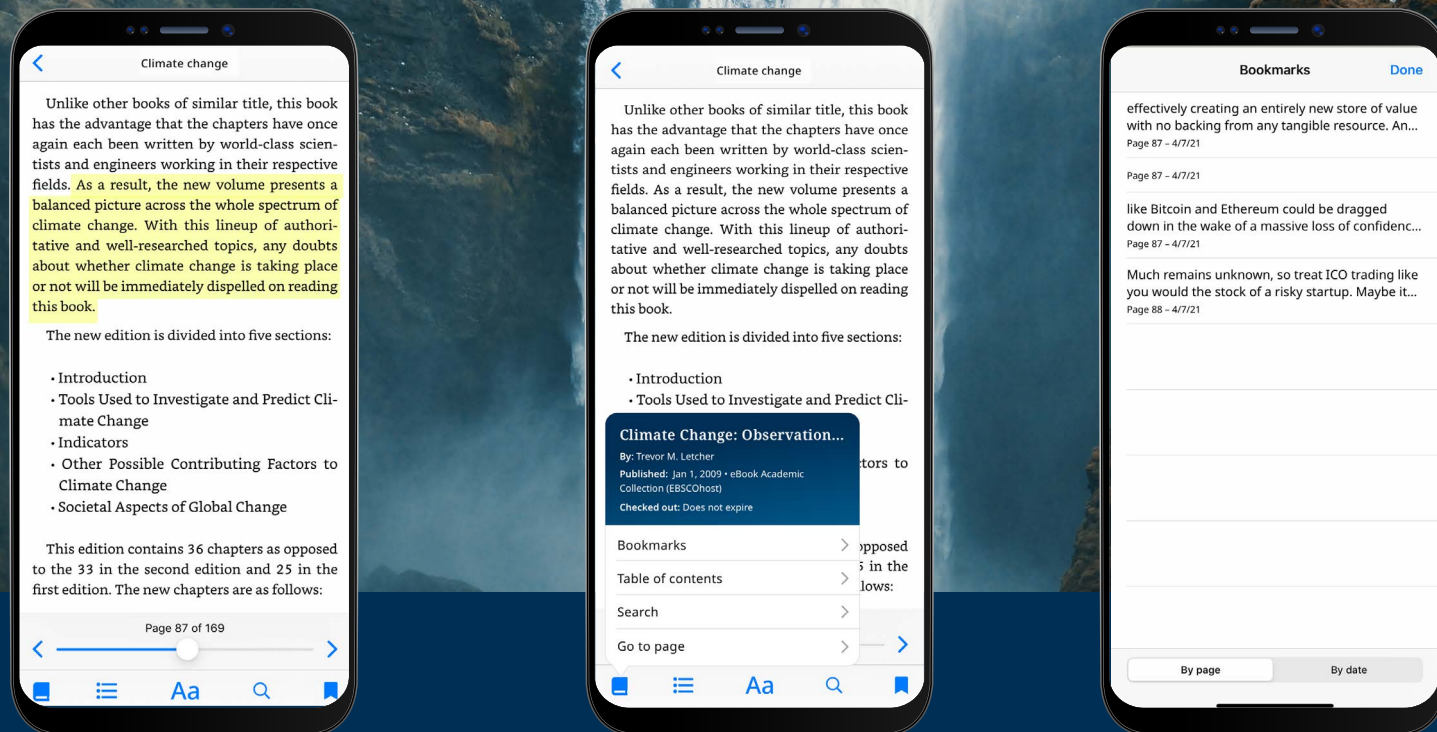 Climate change
Unlike other books of similar title, this book
has the advantage that the chapters have once
again each been written by world-class scien-
tists and engineers working in their respective
fields. As a result, the new volume presents a
balanced picture across the whole spectrum of
climate change. With this lineup of authori-
tative and well-researched topics, any doubts
about whether climate change is taking place
or not will be immediately dispelled on reading
this book.
The new edition is divided into five sections:
• Introduction
• Tools Used to Investigate and Predict Cli-
mate Change
• Indicators
• Other Possible Contributing Factors to
Climate Change
• Societal Aspects of Global Change
This edition contains 36 chapters as opposed
to the 33 in the second edition and 25 in the
first edition. The new chapters are as follows:
Page 87 of 169
Aa
Climate change
Unlike other books of similar title, this book
has the advantage that the chapters have once
again each been written by world-class scien-
tists and engineers working in their respective
fields. As a result, the new volume presents a
balanced picture across the whole spectrum of
climate change. With this lineup of authori-
tative and well-researched topics, any doubts
about whether climate change is taking place
or not will be immediately dispelled on reading
this book.
The new edition is divided into five sections:
• Introduction
• Tools Used to Investigate and Predict Cli-
Climate Change: Observation...
By: Trevor M. Letcher
Published: Jan 1, 2009 • eBook Academic
Collection (EBSCOhost)
Checked out: Does not expire
tors to
Bookmarks
opposed
5 in the
Table of contents
lows:
Search
Go to page
Aa
Bookmarks
Done
effectively creating an entirely new store of value
with no backing from any tangible resource. An...
Page 87 – 4/7/21
Page 87 – 4/7/21
like Bitcoin and Ethereum could be dragged
down in the wake of a massive loss of confidenc...
Page 87 – 4/7/21
Much remains unknown, so treat ICO trading like
you would the stock of a risky startup. Maybe it...
Page 88 – 4/7/21
By page
By date